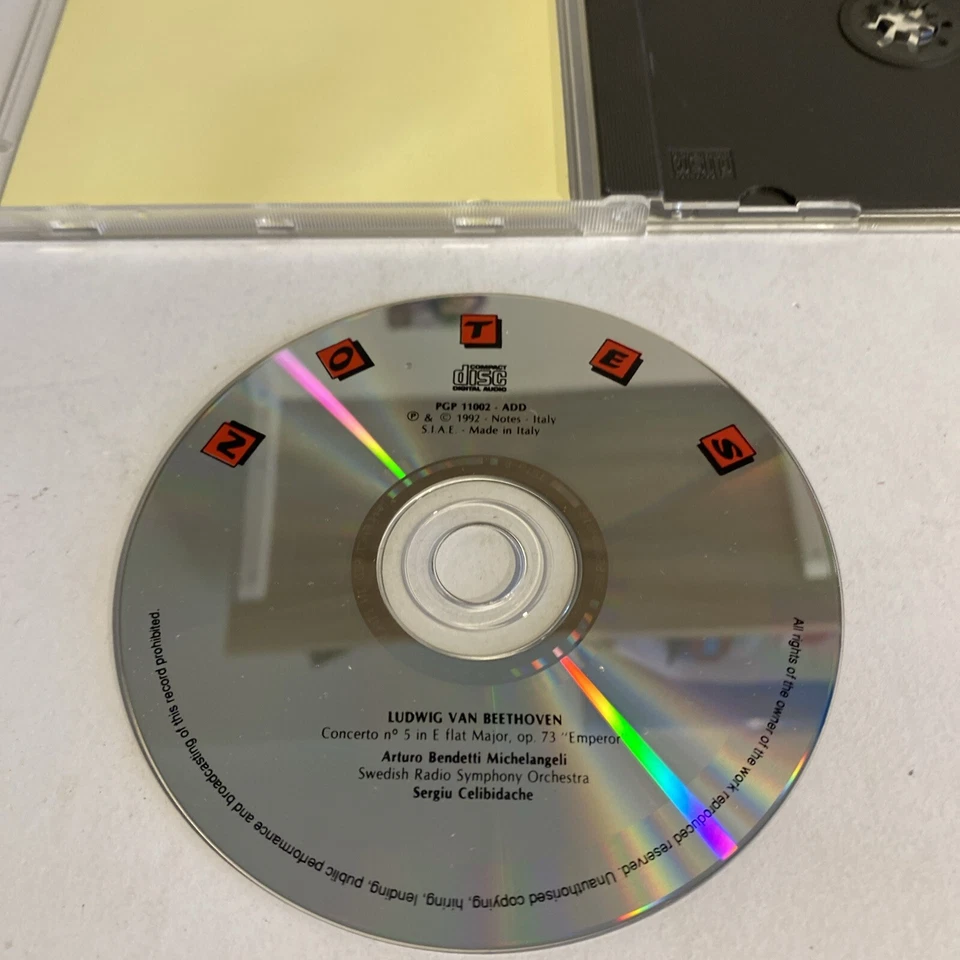 N O T E S
COMPACT
disc
DIGITAL AUDIO
PGP 11002 - ADD
℗ & © 1992 - Notes - Italy
S.I.A.E. - Made in Italy
LUDWIG VAN BEETHOVEN
Concerto nº 5 in E flat Major, op. 73 "Emperor
Arturo Bendetti Michelangeli
Swedish Radio Symphony Orchestra
Sergiu Celibidache
All rights of the owner of the work reproduced reserved. Unauthorised copying, hiring, lending, public performance and broadcasting of this record prohibited.